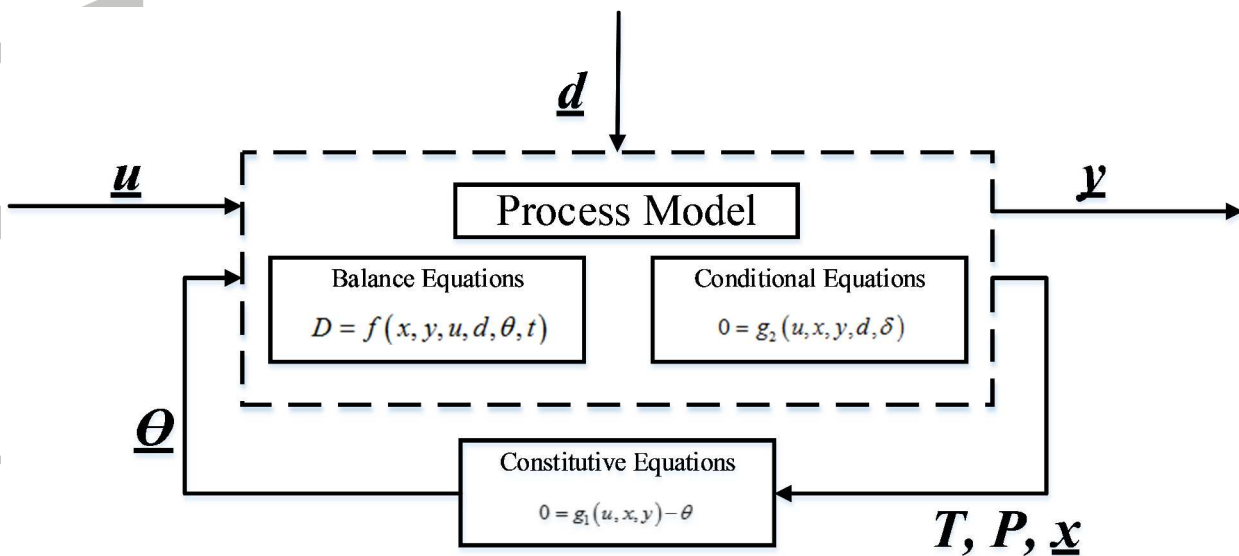 d
u
y
Process Model
Balance Equations
D = f(x, y, u, d, θ, t)
Conditional Equations
0 = g₂(u, x, y, d, δ)
Θ
Constitutive Equations
0 = g₁(u, x, y) − θ
T, P, x